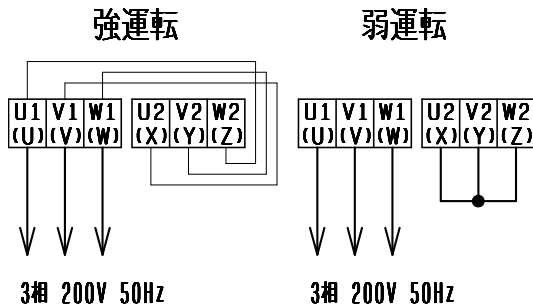 強運転 弱運転
U1 V1 W1 U2 V2 W2 U1 V1 W1 U2 V2 W2
(U) (V) (W) (X) (Y) (Z) (U) (V) (W) (X) (Y) (Z)
3相 200V 50Hz 3相 200V 50Hz